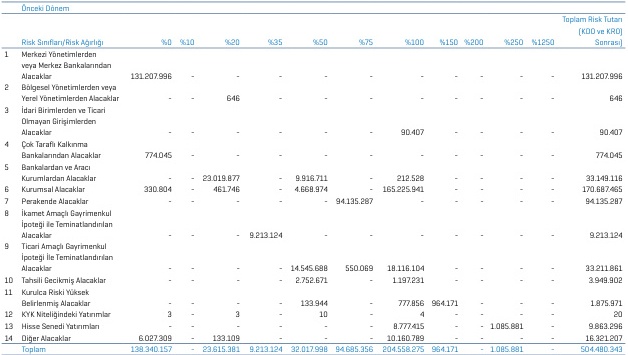 Önceki Dönem
Toplam Risk Tutarı
(KDO ve KRO)
Risk Sınıfları/Risk Ağırlığı %0 %10 %20 %35 %50 %75 %100 %150 %200 %250 %1250 Sonrası)
1 Merkezi Yönetimlerden
veya Merkez Bankalarından
Alacaklar 131.207.996 - - - - - - - - - - 131.207.996
2 Bölgesel Yönetimlerden veya
Yerel Yönetimlerden Alacaklar - - 646 - - - - - - - - 646
3 İdari Birimlerden ve Ticari
Olmayan Girişimlerden
Alacaklar - - - - - - 90.407 - - - - 90.407
4 Çok Taraflı Kalkınma
Bankalarından Alacaklar 774.045 - - - - - - - - - - 774.045
5 Bankalardan ve Aracı
Kurumlardan Alacaklar - - 23.019.877 - 9.916.711 - 212.528 - - - - 33.149.116
6 Kurumsal Alacaklar 330.804 - 461.746 - 4.668.974 - 165.225.941 - - - - 170.687.465
7 Perakende Alacaklar - - - - - 94.135.287 - - - - - 94.135.287
8 İkamet Amaçlı Gayrimenkul
İpoteği ile Teminatlandırılan
Alacaklar - - - 9.213.124 - - - - - - - 9.213.124
9 Ticari Amaçlı Gayrimenkul
İpoteği İle Teminatlandırılan
Alacaklar - - - - 14.545.688 550.069 18.116.104 - - - - 33.211.861
10 Tahsili Gecikmiş Alacaklar - - - - 2.752.671 - 1.197.231 - - - - 3.949.902
11 Kurulca Riski Yüksek
Belirlenmiş Alacaklar - - - - 133.944 - 777.856 964.171 - - - 1.875.971
12 KYK Niteliğindeki Yatırımlar 3 - 3 - 10 - 4 - - - - 20
13 Hisse Senedi Yatırımları - - - - - - 8.777.415 - - 1.085.881 - 9.863.296
14 Diğer Alacaklar 6.027.309 - 133.109 - - - 10.160.789 - - - - 16.321.207
Toplam 138.340.157 - 23.615.381 9.213.124 32.017.998 94.685.356 204.558.275 964.171 - 1.085.881 - 504.480.343